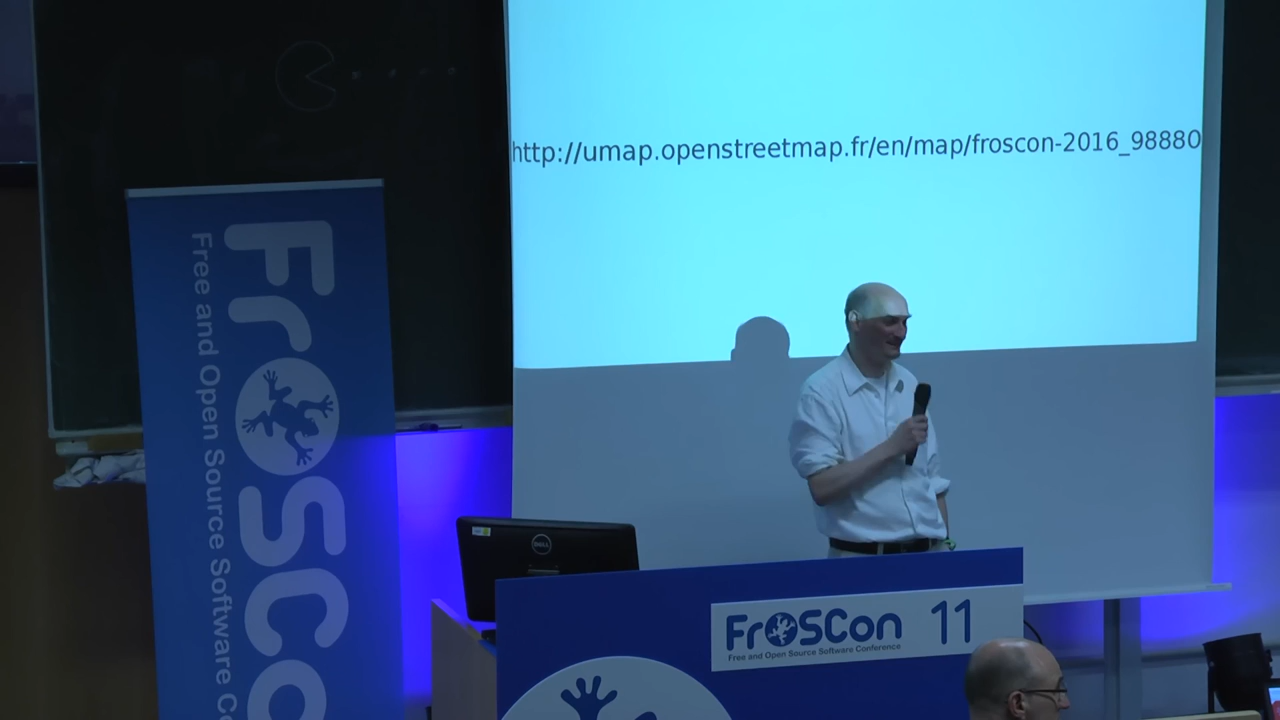 http://umap.openstreetmap.fr/en/map/froscon-2016_98880
FrOSCo
Free and Open Source Software Co
DELL
FrOSCon 11
Free and Open Source Software Conference